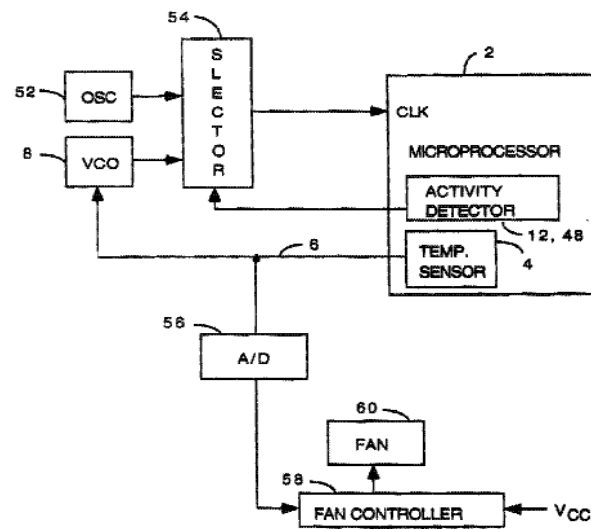 54
2
SLECTOR
52
OSC
CLK
8
VCO
MICROPROCESSOR
ACTIVITY
DETECTOR
12, 48
6
TEMP.
SENSOR
4
56
A/D
60
FAN
58
FAN CONTROLLER
VCC